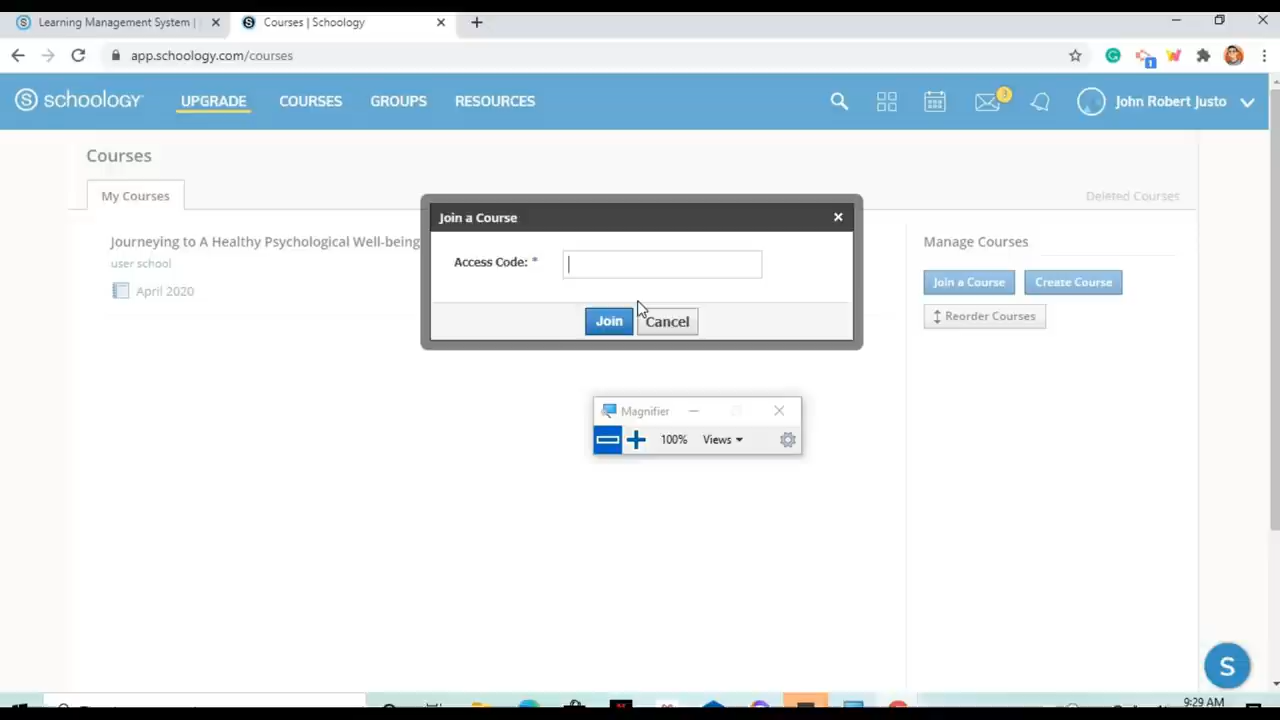 Learning Management System |
Courses | Schoology
app.schoology.com/courses
1
S schoology
UPGRADE
COURSES
GROUPS
RESOURCES
3
John Robert Justo
Courses
My Courses
Deleted Courses
Journeying to A Healthy Psychological Well-being
user school
April 2020
Join a Course
Access Code: *
Join
Cancel
Manage Courses
Join a Course
Create Course
Reorder Courses
Magnifier
100%
Views
S
9:29 AM